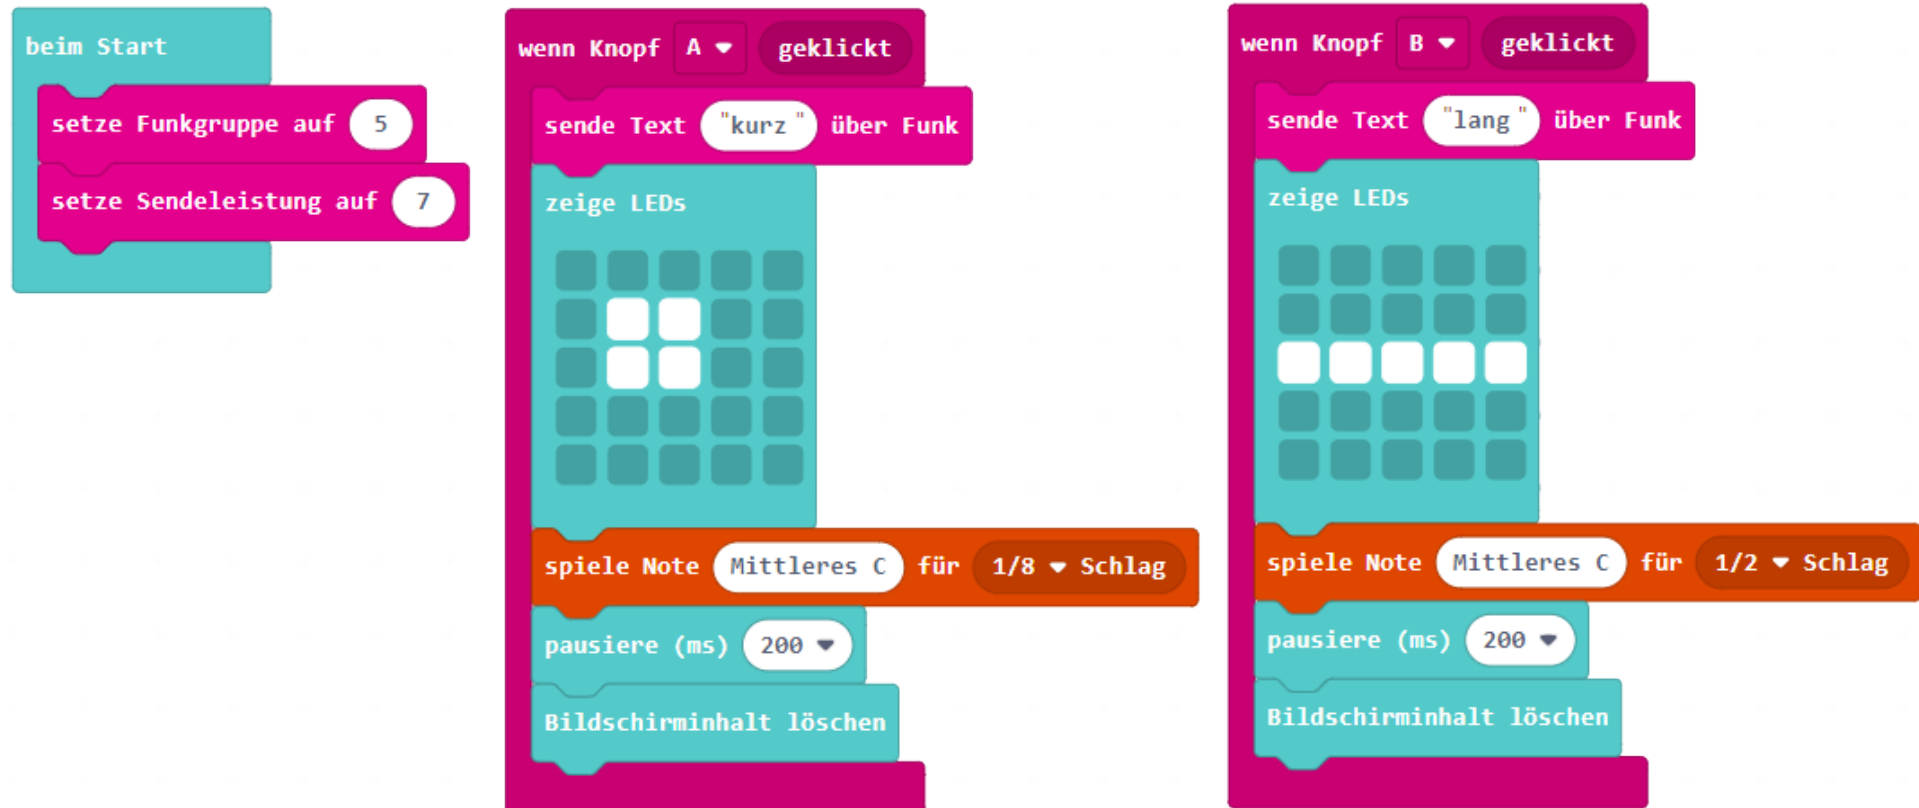 beim Start
setze Funkgruppe auf 5
setze Sendeleistung auf 7
wenn Knopf A geklickt
sende Text "kurz" über Funk
zeige LEDs
spiele Note Mittleres C für 1/8 Schlag
pausiere (ms) 200
Bildschirminhalt löschen
wenn Knopf B geklickt
sende Text "lang" über Funk
zeige LEDs
spiele Note Mittleres C für 1/2 Schlag
pausiere (ms) 200
Bildschirminhalt löschen